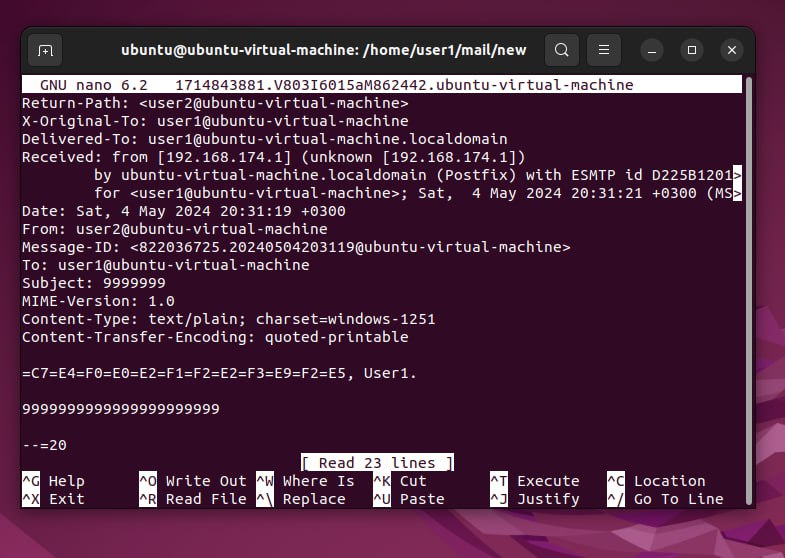 ubuntu@ubuntu-virtual-machine: /home/user1/mail/new
GNU nano 6.2 1714843881.V803I6015aM862442.ubuntu-virtual-machine
Return-Path: <user2@ubuntu-virtual-machine>
X-Original-To: user1@ubuntu-virtual-machine
Delivered-To: user1@ubuntu-virtual-machine.localdomain
Received: from [192.168.174.1] (unknown [192.168.174.1])
by ubuntu-virtual-machine.localdomain (Postfix) with ESMTP id D225B1201>
for <user1@ubuntu-virtual-machine>; Sat,  4 May 2024 20:31:21 +0300 (MS>
Date: Sat, 4 May 2024 20:31:19 +0300
From: user2@ubuntu-virtual-machine
Message-ID: <822036725.20240504203119@ubuntu-virtual-machine>
To: user1@ubuntu-virtual-machine
Subject: 9999999
MIME-Version: 1.0
Content-Type: text/plain; charset=windows-1251
Content-Transfer-Encoding: quoted-printable
=C7=E4=F0=E0=E2=F1=F2=E2=F3=E9=F2=E5, User1.
9999999999999999999999
--=20
[ Read 23 lines ]
^G Help ^O Write Out ^W Where Is ^K Cut ^T Execute ^C Location
^X Exit ^R Read File ^\ Replace ^U Paste ^J Justify ^/ Go To Line